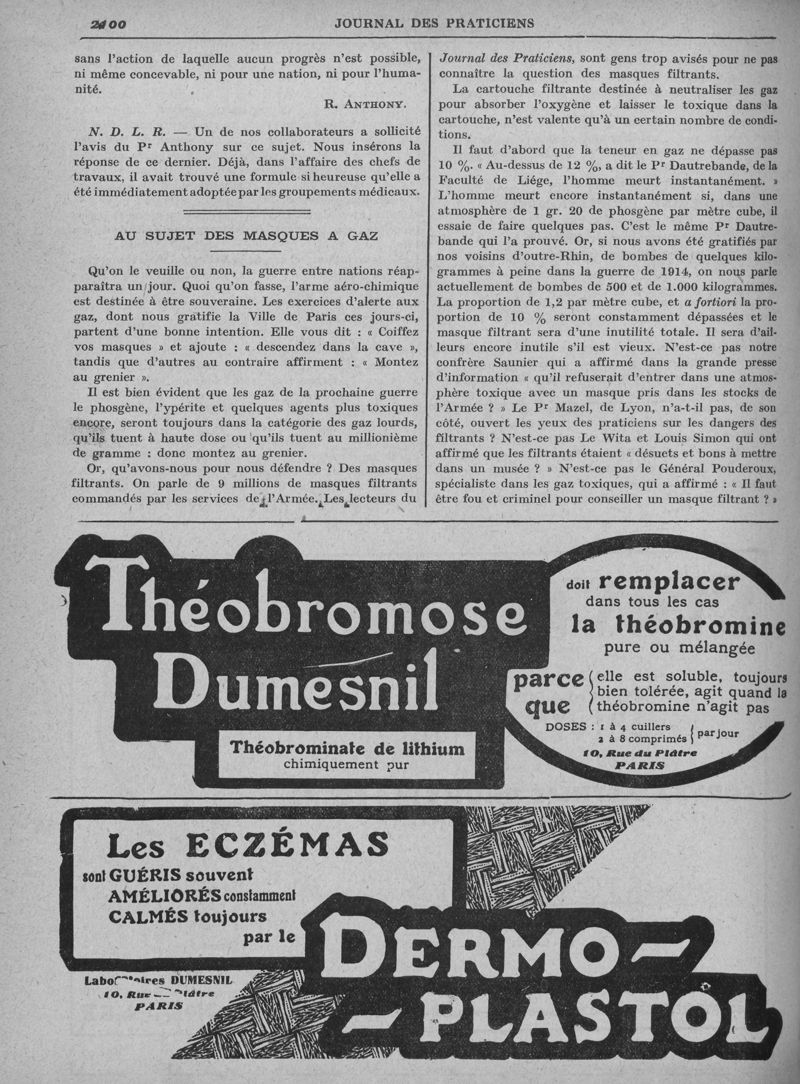 JOURNAL DES PRATICIENS
sans l'action de laquelle aucun progrès n'est possible,
ni même concevable, ni pour une nation, ni pour l'huma-
nité.
R. ANTHONY.
N. D. L. R. — Un de nos collaborateurs a sollicité
l'avis du Pr Anthony sur ce sujet. Nous insérons la
réponse de ce dernier. Déjà, dans l'affaire des chefs de
travaux, il avait trouvé une formule si heureuse qu'elle a
été immédiatement adoptée par les groupements médicaux.
AU SUJET DES MASQUES A GAZ
Qu'on le veuille ou non, la guerre entre nations réap-
paraîtra un jour. Quoi qu'on fasse, l'arme aéro-chimique
est destinée à être souveraine. Les exercices d'alerte aux
gaz, dont nous gratifie la Ville de Paris ces jours-ci,
partent d'une bonne intention. Elle vous dit : « Coiffez
vos masques » et ajoute : « descendez dans la cave »,
tandis que d'autres au contraire affirment : « Montez
au grenier ».
Il est bien évident que les gaz de la prochaine guerre
le phosgène, l'ypérite et quelques agents plus toxiques
encore, seront toujours dans la catégorie des gaz lourds,
qu'ils tuent à haute dose ou qu'ils tuent au millionième
de gramme : donc montez au grenier.
Or, qu'avons-nous pour nous défendre ? Des masques
filtrants. On parle de 9 millions de masques filtrants
commandés par les services de l'Armée. Les lecteurs du
Journal des Praticiens, sont gens trop avisés pour ne pas
connaître la question des masques filtrants.
La cartouche filtrante destinée à neutraliser les gaz
pour absorber l'oxygène et laisser le toxique dans la
cartouche, n'est valente qu'à un certain nombre de condi-
tions.
Il faut d'abord que la teneur en gaz ne dépasse pas
10 %. « Au-dessus de 12 %, a dit le Pr Dautrebande, de la
Faculté de Liége, l'homme meurt instantanément. »
L'homme meurt encore instantanément si, dans une
atmosphère de 1 gr. 20 de phosgène par mètre cube, il
essaie de faire quelques pas. C'est le même Pr Dautre-
bande qui l'a prouvé. Or, si nous avons été gratifiés par
nos voisins d'outre-Rhin, de bombes de quelques kilo-
grammes à peine dans la guerre de 1914, on nous parle
actuellement de bombes de 500 et de 1.000 kilogrammes.
La proportion de 1,2 par mètre cube, et a fortiori la pro-
portion de 10 % seront constamment dépassées et le
masque filtrant sera d'une inutilité totale. Il sera d'ail-
leurs encore inutile s'il est vieux. N'est-ce pas notre
confrère Saunier qui a affirmé dans la grande presse
d'information « qu'il refuserait d'entrer dans une atmos-
phère toxique avec un masque pris dans les stocks de
l'Armée ? » Le Pr Mazel, de Lyon, n'a-t-il pas, de son
côté, ouvert les yeux des praticiens sur les dangers des
filtrants ? N'est-ce pas Le Wita et Louis Simon qui ont
affirmé que les filtrants étaient « désuets et bons à mettre
dans un musée ? » N'est-ce pas le Général Pouderoux,
spécialiste dans les gaz toxiques, qui a affirmé : « Il faut
être fou et criminel pour conseiller un masque filtrant ? »
Théobromose
Dumesnil
Théobrominate de lithium
chimiquement pur
doit remplacer
dans tous les cas
la théobromine
pure ou mélangée
parce que
elle est soluble, toujours
bien tolérée, agit quand la
théobromine n'agit pas
DOSES : 1 à 4 cuillers
2 à 8 comprimés
par jour
10, Rue du Plâtre
PARIS
Les ECZÉMAS
sont GUÉRIS souvent
AMÉLIORÉS constamment
CALMÉS toujours
par le
DERMO-
-PLASTOL
DUMESNIL
10, Rue
PARIS